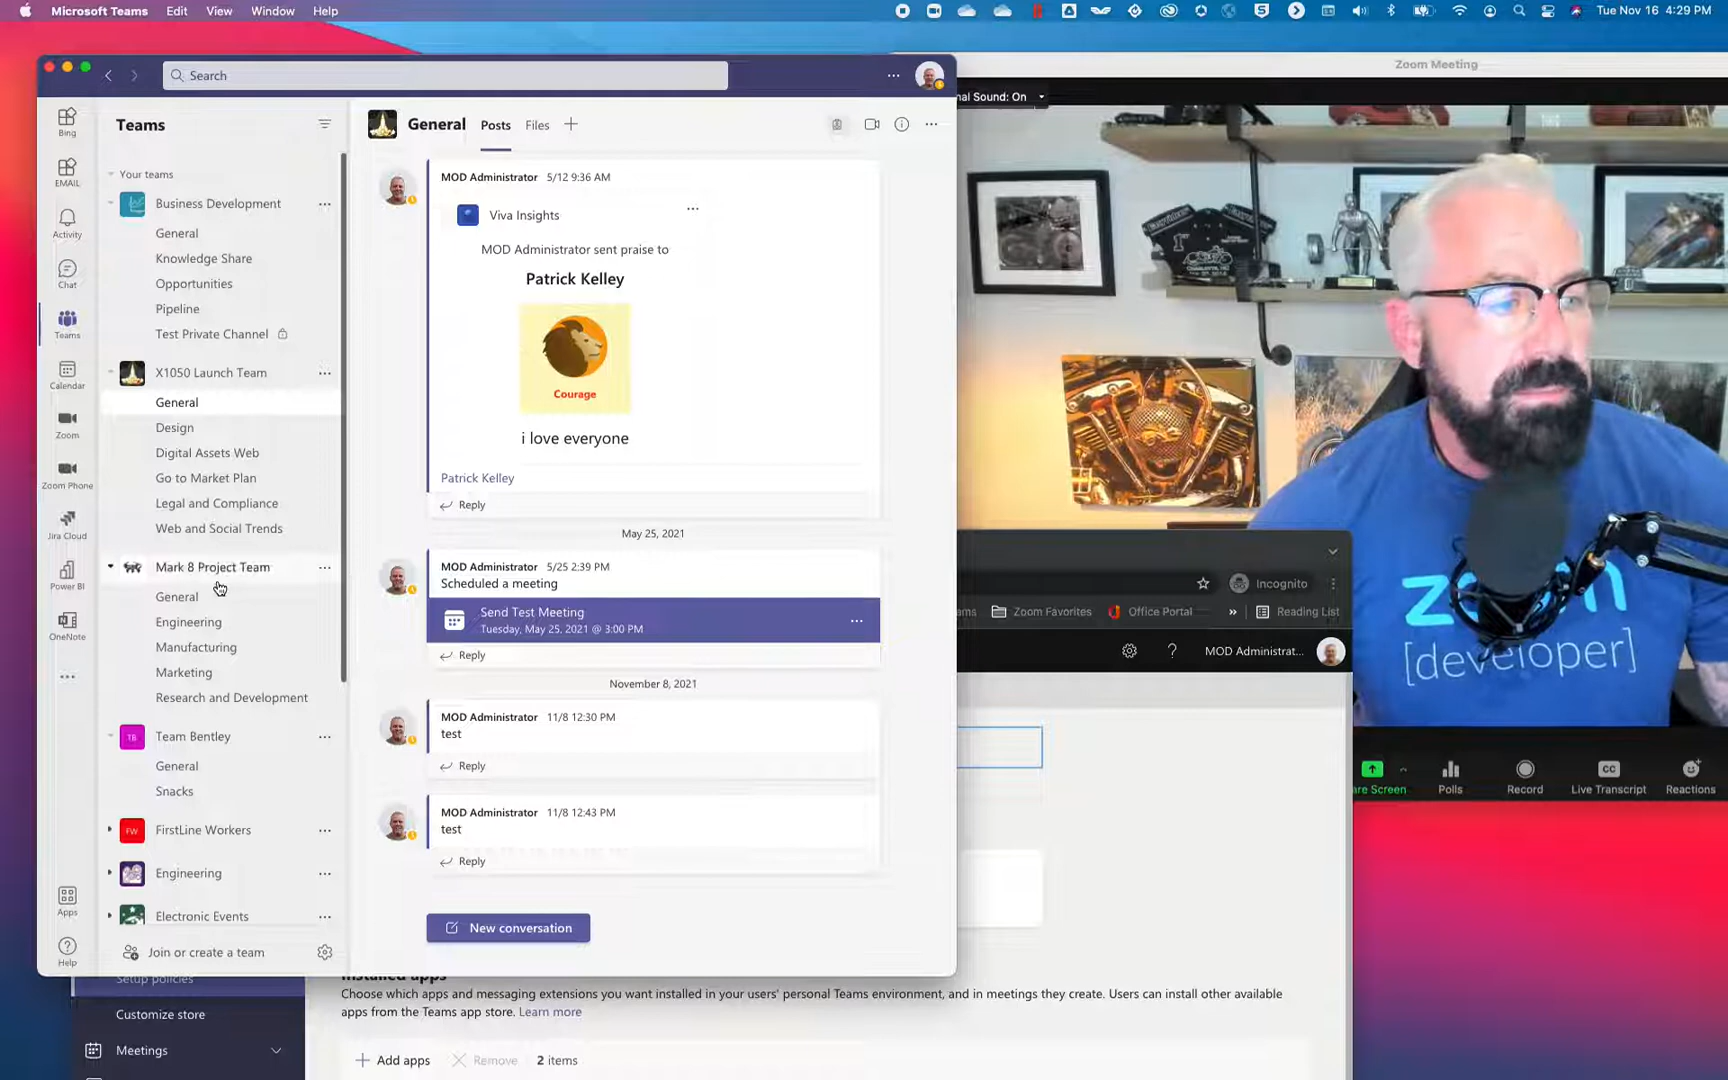 Microsoft Teams Edit View Window Help
Tue Nov 16 4:29 PM
Zoom Meeting
Search
nal Sound: On
Bing
EMAIL
Activity
Chat
Teams
Calendar
Zoom
Zoom Phone
Jira Cloud
Power BI
OneNote
Apps
Help
Teams
Your teams
Business Development
General
Knowledge Share
Opportunities
Pipeline
Test Private Channel
X1050 Launch Team
General
Design
Digital Assets Web
Go to Market Plan
Legal and Compliance
Web and Social Trends
Mark 8 Project Team
General
Engineering
Manufacturing
Marketing
Research and Development
TB Team Bentley
General
Snacks
FW FirstLine Workers
Engineering
Electronic Events
Join or create a team
General Posts Files
MOD Administrator 5/12 9:36 AM
Viva Insights
MOD Administrator sent praise to
Patrick Kelley
Courage
i love everyone
Patrick Kelley
Reply
May 25, 2021
MOD Administrator 5/25 2:39 PM
Scheduled a meeting
Send Test Meeting
Tuesday, May 25, 2021 @ 3:00 PM
Reply
November 8, 2021
MOD Administrator 11/8 12:30 PM
test
Reply
MOD Administrator 11/8 12:43 PM
test
Reply
New conversation
Incognito
ams Zoom Favorites Office Portal » Reading List
MOD Administrat...
zoom
[developer]
are Screen Polls Record Live Transcript Reactions
CC
Setup policies
Customize store
Meetings
Installed apps
Choose which apps and messaging extensions you want installed in your users' personal Teams environment, and in meetings they create. Users can install other available
apps from the Teams app store. Learn more
Add apps Remove 2 items